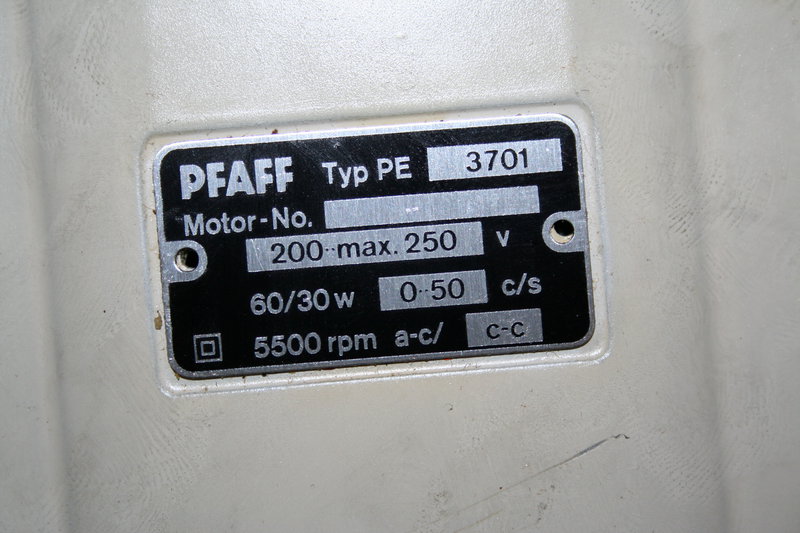 PFAFF Typ PE 3701
Motor-No. -
200··max. 250 V
60/30 w 0··50 c/s
5500 rpm a-c/ c-c